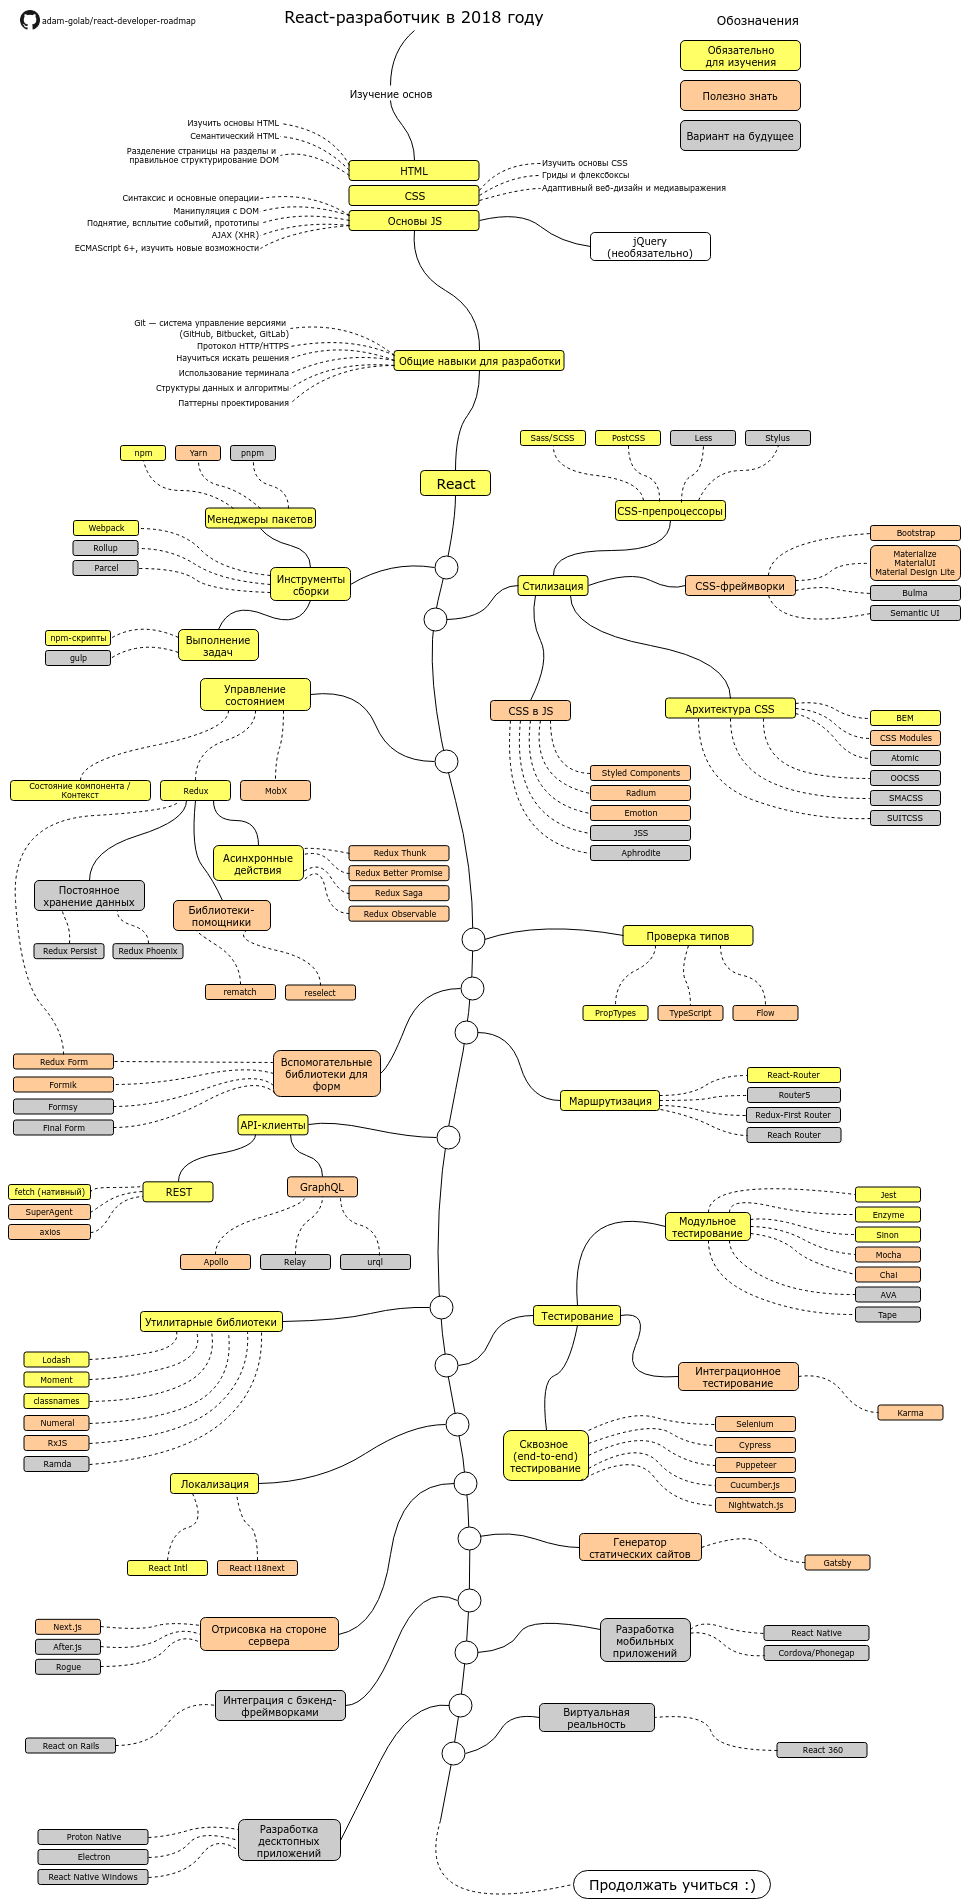 adam-golab/react-developer-roadmap
React-разработчик в 2018 году
Обозначения
Обязательно
для изучения
Полезно знать
Вариант на будущее
Изучение основ
Изучить основы HTML
Семантический HTML
Разделение страницы на разделы и
правильное структурирование DOM
HTML
CSS
Основы JS
Изучить основы CSS
Гриды и флексбоксы
Адаптивный веб-дизайн и медиавыражения
Синтаксис и основные операции
Манипуляция с DOM
Поднятие, всплытие событий, прототипы
AJAX (XHR)
ECMAScript 6+, изучить новые возможности
jQuery
(необязательно)
Git — система управление версиями
(GitHub, Bitbucket, GitLab)
Протокол HTTP/HTTPS
Научиться искать решения
Использование терминала
Структуры данных и алгоритмы
Паттерны проектирования
Общие навыки для разработки
React
npm
Yarn
pnpm
Менеджеры пакетов
Webpack
Rollup
Parcel
Инструменты
сборки
npm-скрипты
gulp
Выполнение
задач
Sass/SCSS
PostCSS
Less
Stylus
CSS-препроцессоры
Стилизация
CSS-фреймворки
Bootstrap
Materialize
MaterialUI
Material Design Lite
Bulma
Semantic UI
CSS в JS
Styled Components
Radium
Emotion
JSS
Aphrodite
Архитектура CSS
BEM
CSS Modules
Atomic
OOCSS
SMACSS
SUITCSS
Управление
состоянием
Состояние компонента /
Контекст
Redux
MobX
Асинхронные
действия
Redux Thunk
Redux Better Promise
Redux Saga
Redux Observable
Постоянное
хранение данных
Redux Persist
Redux Phoenix
Библиотеки-
помощники
rematch
reselect
Проверка типов
PropTypes
TypeScript
Flow
Вспомогательные
библиотеки для
форм
Redux Form
Formik
Formsy
Final Form
Маршрутизация
React-Router
Router5
Redux-First Router
Reach Router
API-клиенты
REST
fetch (нативный)
SuperAgent
axios
GraphQL
Apollo
Relay
urql
Модульное
тестирование
Jest
Enzyme
Sinon
Mocha
Chai
AVA
Tape
Утилитарные библиотеки
Lodash
Moment
classnames
Numeral
RxJS
Ramda
Тестирование
Интеграционное
тестирование
Karma
Сквозное
(end-to-end)
тестирование
Selenium
Cypress
Puppeteer
Cucumber.js
Nightwatch.js
Локализация
React Intl
React i18next
Генератор
статических сайтов
Gatsby
Отрисовка на стороне
сервера
Next.js
After.js
Rogue
Разработка
мобильных
приложений
React Native
Cordova/Phonegap
Интеграция с бэкенд-
фреймворками
React on Rails
Виртуальная
реальность
React 360
Разработка
десктопных
приложений
Proton Native
Electron
React Native Windows
Продолжать учиться :)